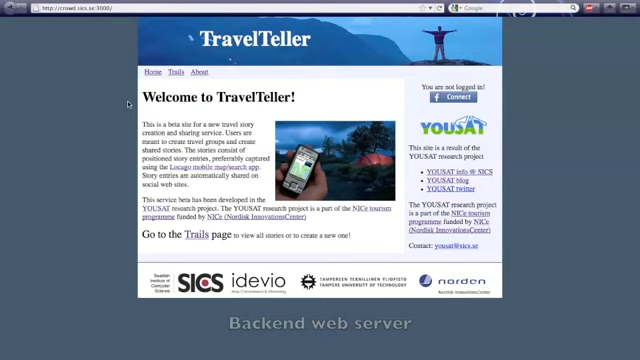 http://crowd.sics.se:3000/
Google
TravelTeller
Home Trails About
Welcome to TravelTeller!
This is a beta site for a new travel story
creation and sharing service. Users are
meant to create travel groups and create
shared stories. The stories consist of
positioned story entries, preferably captured
using the Locago mobile map/search app.
Story entries are automatically shared on
social web sites.
This service beta has been developed in the
YOUSAT research project. The YOUSAT research project is a part of the NICe tourism
programme funded by NICe (Nordisk InnovationsCenter)
Go to the Trails page to view all stories or to create a new one!
You are not logged in!
f Connect
YOUSAT
This site is a result of the
YOUSAT research project
YOUSAT info @ SICS
YOUSAT blog
YOUSAT twitter
The YOUSAT research project
is a part of the NICe tourism
programme funded by NICe
(Nordisk InnovationsCenter)
Contact: yousat@sics.se
Swedish
Institute of
Computer
Science
SICS
idevio
TAMPEREEN TEKNILLINEN YLIOPISTO
TAMPERE UNIVERSITY OF TECHNOLOGY
norden
Nordisk InnovationsCenter
Backend web server